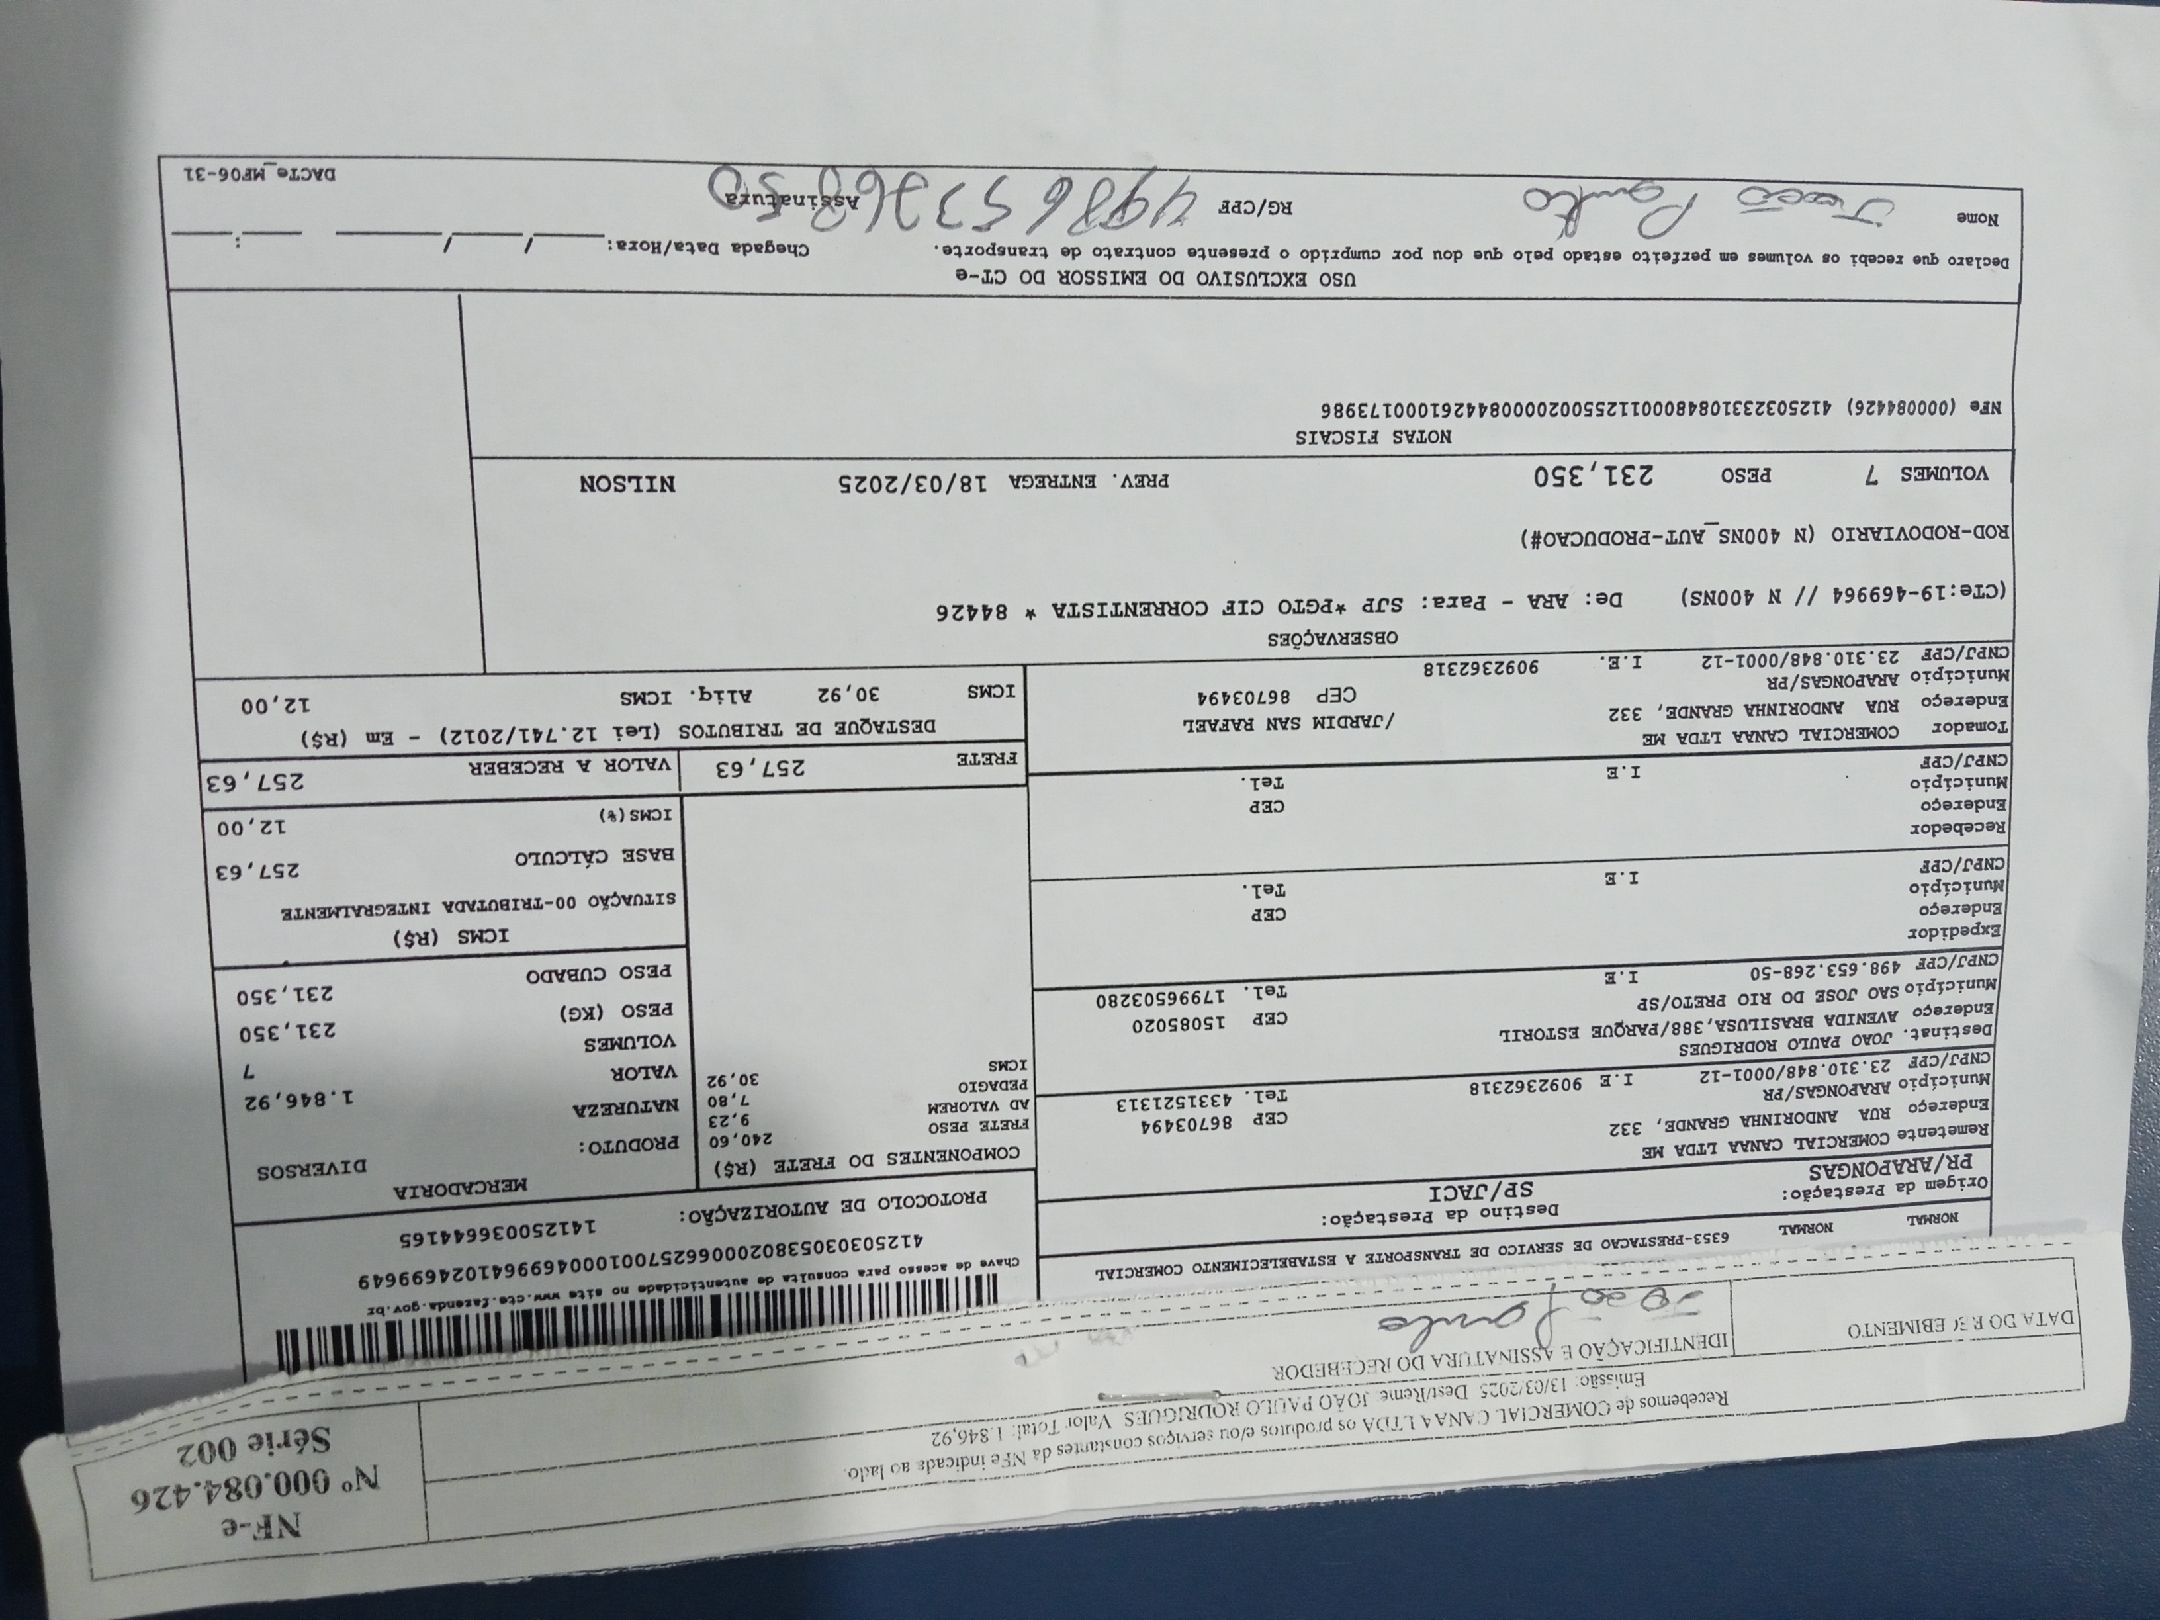 NF-e
Nº 000.084.426
Série 002
Recebemos de COMERCIAL CANAA LTDA os produtos e/ou serviços constantes da NFe indicada ao lado.
Emissão: 13/03/2025 Dest/Reme: JOÃO PAULO RODRIGUES Valor Total: 1.846,92
DATA DO RECEBIMENTO
IDENTIFICAÇÃO E ASSINATURA DO RECEBEDOR
João Paulo
Chave de acesso para consulta de autenticidade no site www.cte.fazenda.gov.br
41250303053802000662570010004699641024699649
PROTOCOLO DE AUTORIZAÇÃO: 141250036644165
NORMAL NORMAL 6353-PRESTACAO DE SERVICO DE TRANSPORTE A ESTABELECIMENTO COMERCIAL
Origem da Prestação: Destino da Prestação:
PR/ARAPONGAS SP/JACI
Remetente COMERCIAL CANAA LTDA ME
Endereço RUA ANDORINHA GRANDE, 332 CEP 86703494
Município ARAPONGAS/PR Tel. 4331521313
CNPJ/CPF 23.310.848/0001-12 I.E 9092362318
Destinat. JOAO PAULO RODRIGUES
Endereço AVENIDA BRASILUSA,388/PARQUE ESTORIL CEP 15085020
Município SAO JOSE DO RIO PRETO/SP Tel. 17996503280
CNPJ/CPF 498.653.268-50 I.E
Expedidor
Endereço CEP
Município Tel.
CNPJ/CPF I.E
Recebedor
Endereço CEP
Município Tel.
CNPJ/CPF I.E
Tomador COMERCIAL CANAA LTDA ME
Endereço RUA ANDORINHA GRANDE, 332 /JARDIM SAN RAFAEL
Município ARAPONGAS/PR CEP 86703494
CNPJ/CPF 23.310.848/0001-12 I.E. 9092362318
COMPONENTES DO FRETE (R$)
FRETE PESO 240,60
AD VALOREM 9,23
PEDAGIO 7,80
ICMS 30,92
MERCADORIA
PRODUTO: DIVERSOS
NATUREZA
VALOR 1.846,92
VOLUMES 7
PESO (KG) 231,350
PESO CUBADO 231,350
ICMS (R$)
SITUAÇÃO 00-TRIBUTADA INTEGRALMENTE
BASE CÁLCULO 257,63
ICMS(%) 12,00
FRETE 257,63 VALOR A RECEBER 257,63
DESTAQUE DE TRIBUTOS (Lei 12.741/2012) - Em (R$)
ICMS 30,92 Aliq. ICMS 12,00
OBSERVAÇÕES
(CTe:19-469964 // N 400NS) De: ARA - Para: SJP *PGTO CIF CORRENTISTA * 84426
ROD-RODOVIARIO (N 400NS_AUT-PRODUCAO#)
VOLUMES 7 PESO 231,350 PREV. ENTREGA 18/03/2025 NILSON
NOTAS FISCAIS
NFe (000084426) 41250323310848000112550020000844261000173986
USO EXCLUSIVO DO EMISSOR DO CT-e
Declaro que recebi os volumes em perfeito estado pelo que dou por cumprido o presente contrato de transporte. Chegada Data/Hora: ___/___/___ ___:___
Nome João Paulo RG/CPF Assinatura
DACTe_MF06-31